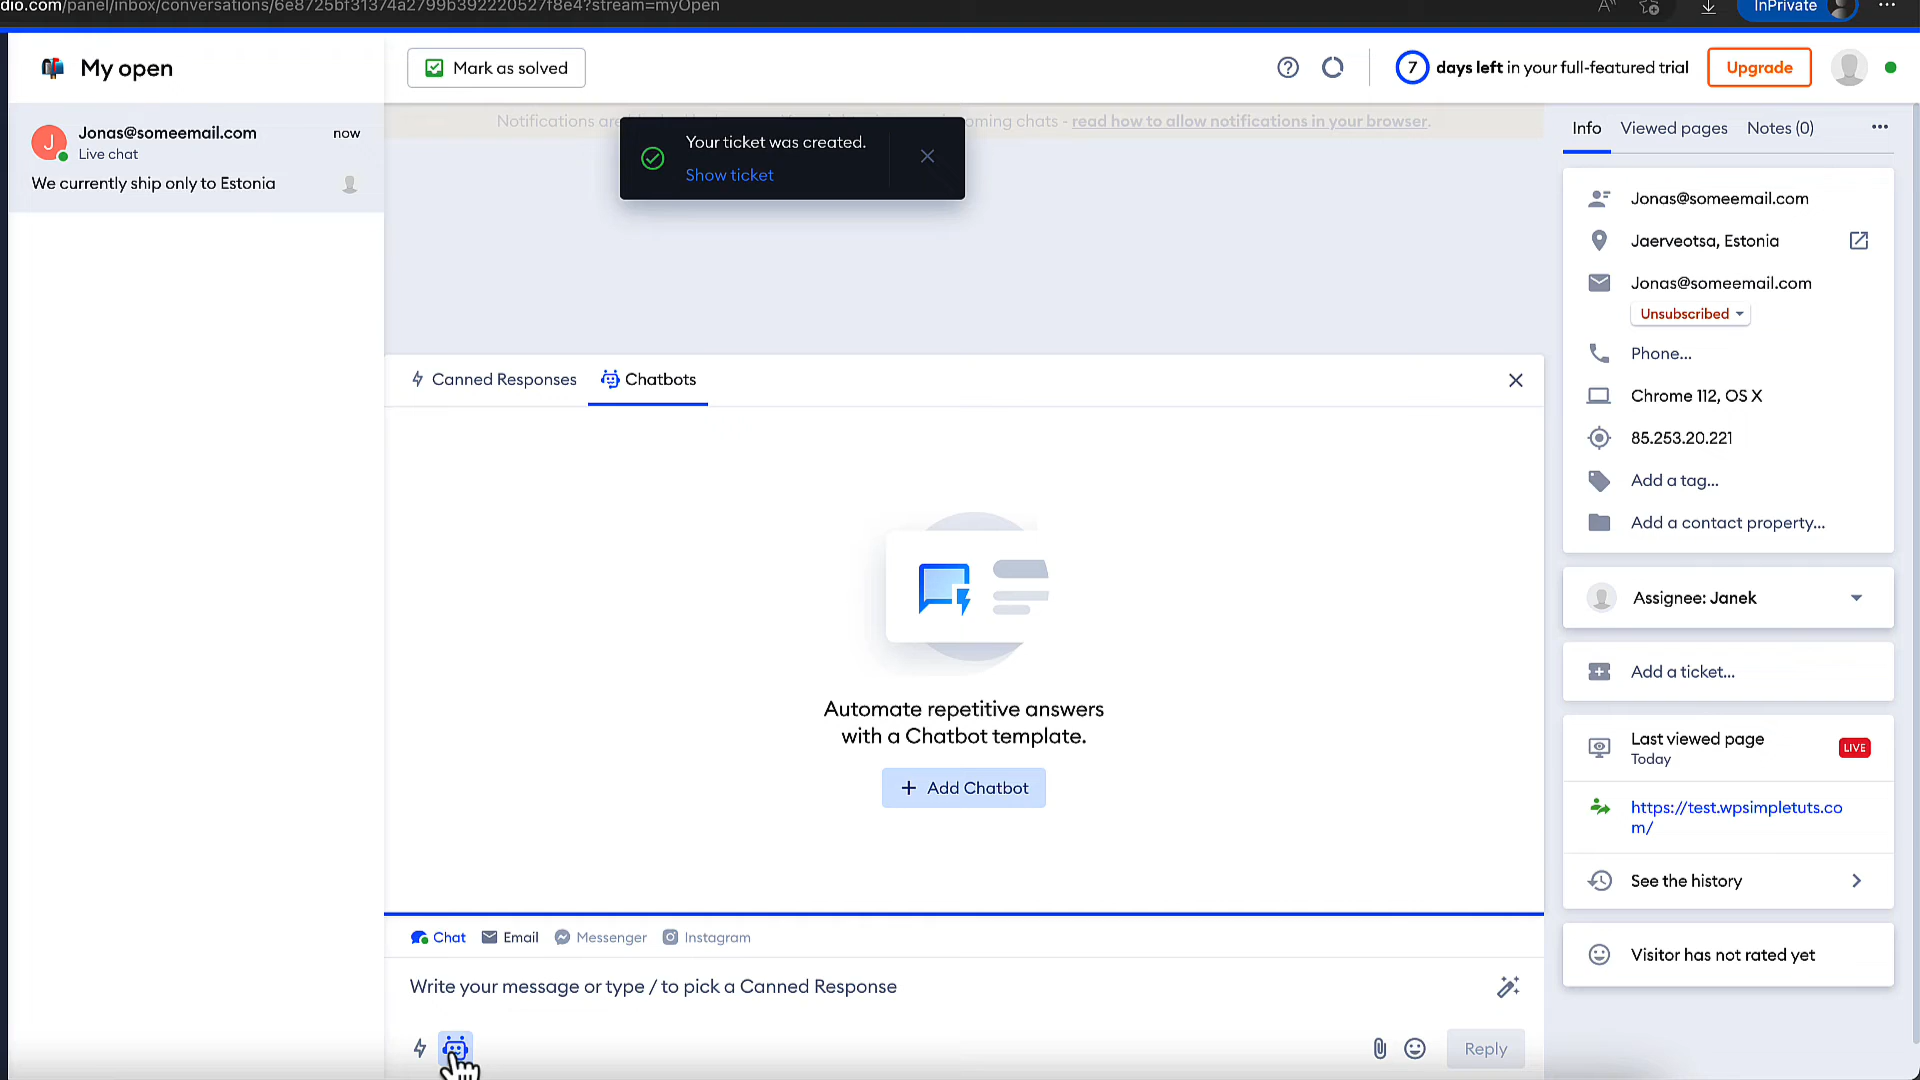 dio.com/panel/inbox/conversations/6e8725bf31374a2799b392220527f8e4?stream=myOpen
InPrivate
My open
Mark as solved
7 days left in your full-featured trial
Upgrade
J
Jonas@someemail.com
now
Live chat
We currently ship only to Estonia
Notifications are
oming chats - read how to allow notifications in your browser.
Your ticket was created.
Show ticket
Canned Responses
Chatbots
Automate repetitive answers
with a Chatbot template.
+ Add Chatbot
Chat
Email
Messenger
Instagram
Write your message or type / to pick a Canned Response
Reply
Info
Viewed pages
Notes (0)
Jonas@someemail.com
Jaerveotsa, Estonia
Jonas@someemail.com
Unsubscribed
Phone...
Chrome 112, OS X
85.253.20.221
Add a tag...
Add a contact property...
Assignee: Janek
Add a ticket...
Last viewed page
Today
LIVE
https://test.wpsimpletuts.co
m/
See the history
Visitor has not rated yet